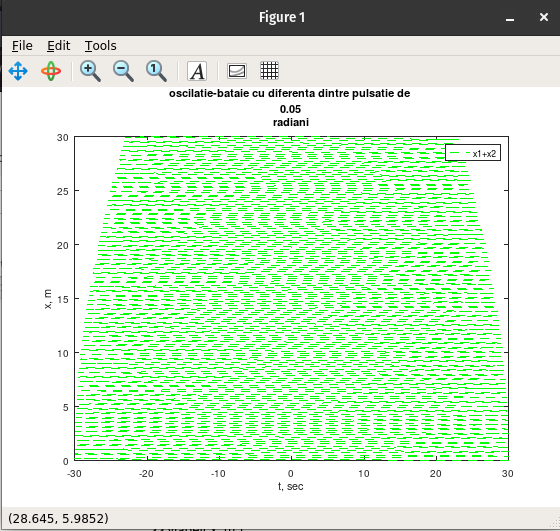 Figure 1
File Edit Tools
A
oscilatie-bataie cu diferenta dintre pulsatie de
0.05
radiani
x1+x2
30
25
20
15
10
5
0
x, m
-30 -20 -10 0 10 20 30
t, sec
(28.645, 5.9852)